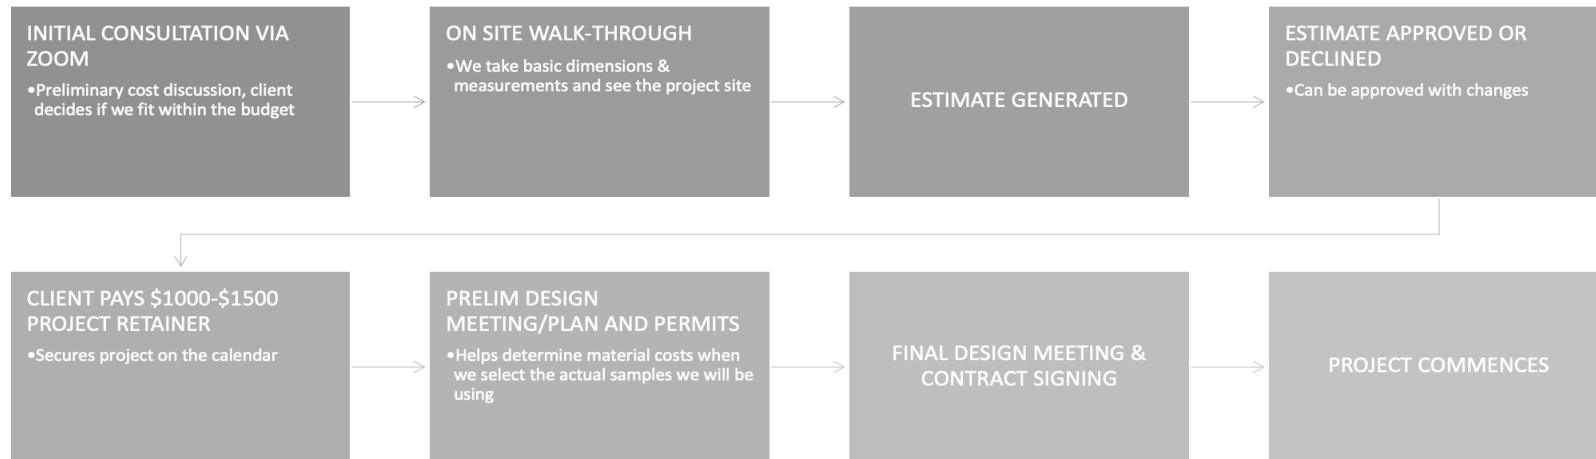 INITIAL CONSULTATION VIA
ZOOM
•Preliminary cost discussion, client
decides if we fit within the budget
ON SITE WALK-THROUGH
•We take basic dimensions &
measurements and see the project site
ESTIMATE GENERATED
ESTIMATE APPROVED OR
DECLINED
•Can be approved with changes
CLIENT PAYS $1000-$1500
PROJECT RETAINER
•Secures project on the calendar
PRELIM DESIGN
MEETING/PLAN AND PERMITS
•Helps determine material costs when
we select the actual samples we will be
using
FINAL DESIGN MEETING &
CONTRACT SIGNING
PROJECT COMMENCES